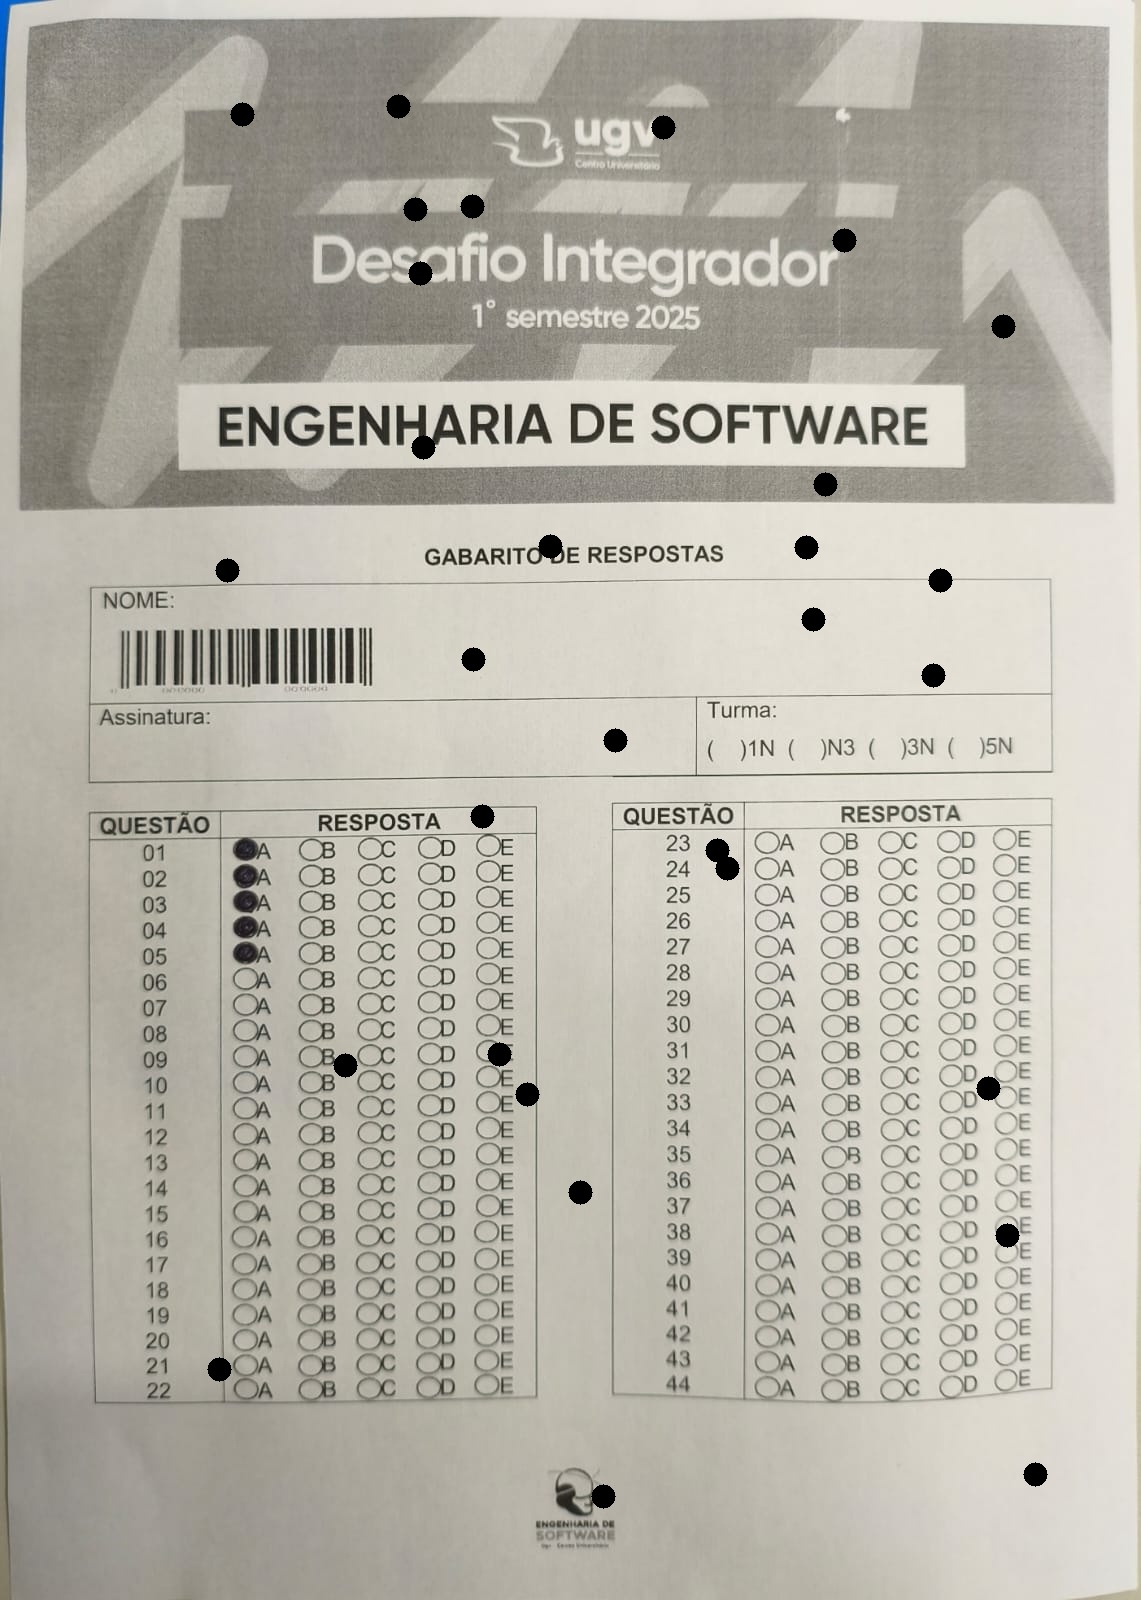 ugv
Centro Universitário
Desafio Integrador
1° semestre 2025
ENGENHARIA DE SOFTWARE
GABARITO DE RESPOSTAS
NOME:
Assinatura:
Turma:
( )1N ( )N3 ( )3N ( )5N
QUESTÃO RESPOSTA
01 A B C D E
02 A B C D E
03 A B C D E
04 A B C D E
05 A B C D E
06 A B C D E
07 A B C D E
08 A B C D E
09 A B C D E
10 A B C D E
11 A B C D E
12 A B C D E
13 A B C D E
14 A B C D E
15 A B C D E
16 A B C D E
17 A B C D E
18 A B C D E
19 A B C D E
20 A B C D E
21 A B C D E
22 A B C D E
QUESTÃO RESPOSTA
23 A B C D E
24 A B C D E
25 A B C D E
26 A B C D E
27 A B C D E
28 A B C D E
29 A B C D E
30 A B C D E
31 A B C D E
32 A B C D E
33 A B C D E
34 A B C D E
35 A B C D E
36 A B C D E
37 A B C D E
38 A B C D E
39 A B C D E
40 A B C D E
41 A B C D E
42 A B C D E
43 A B C D E
44 A B C D E
ENGENHARIA DE
SOFTWARE
Ugv - Centro Universitário